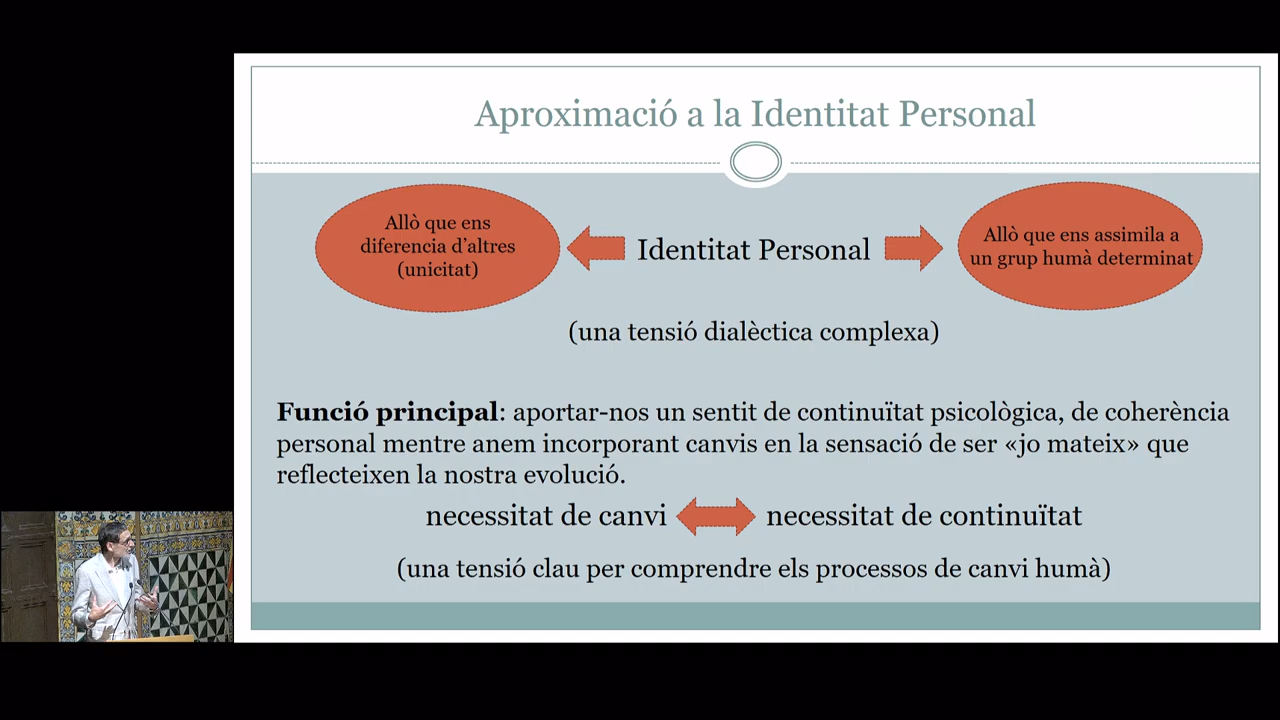 Aproximació a la Identitat Personal
Allò que ens
diferencia d'altres
(unicitat)
Identitat Personal
Allò que ens assimila a
un grup humà determinat
(una tensió dialèctica complexa)
Funció principal: aportar-nos un sentit de continuïtat psicològica, de coherència
personal mentre anem incorporant canvis en la sensació de ser «jo mateix» que
reflecteixen la nostra evolució.
necessitat de canvi
necessitat de continuïtat
(una tensió clau per comprendre els processos de canvi humà)